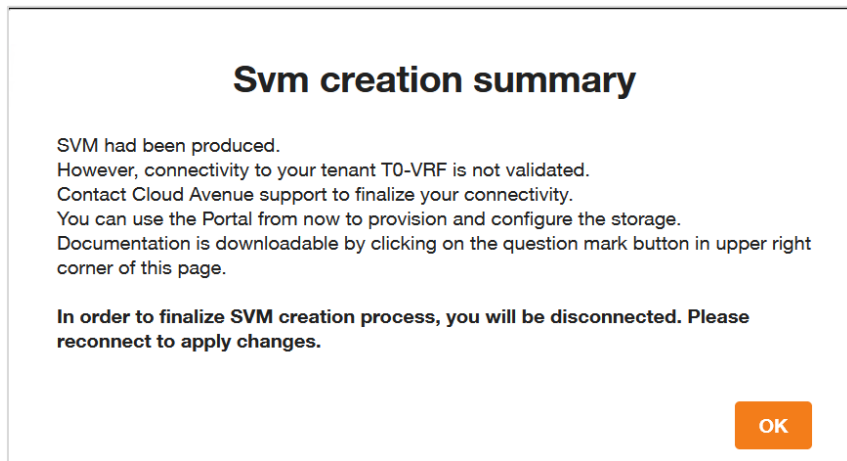 Svm creation summary
SVM had been produced.
However, connectivity to your tenant T0-VRF is not validated.
Contact Cloud Avenue support to finalize your connectivity.
You can use the Portal from now to provision and configure the storage.
Documentation is downloadable by clicking on the question mark button in upper right
corner of this page.
In order to finalize SVM creation process, you will be disconnected. Please
reconnect to apply changes.
OK